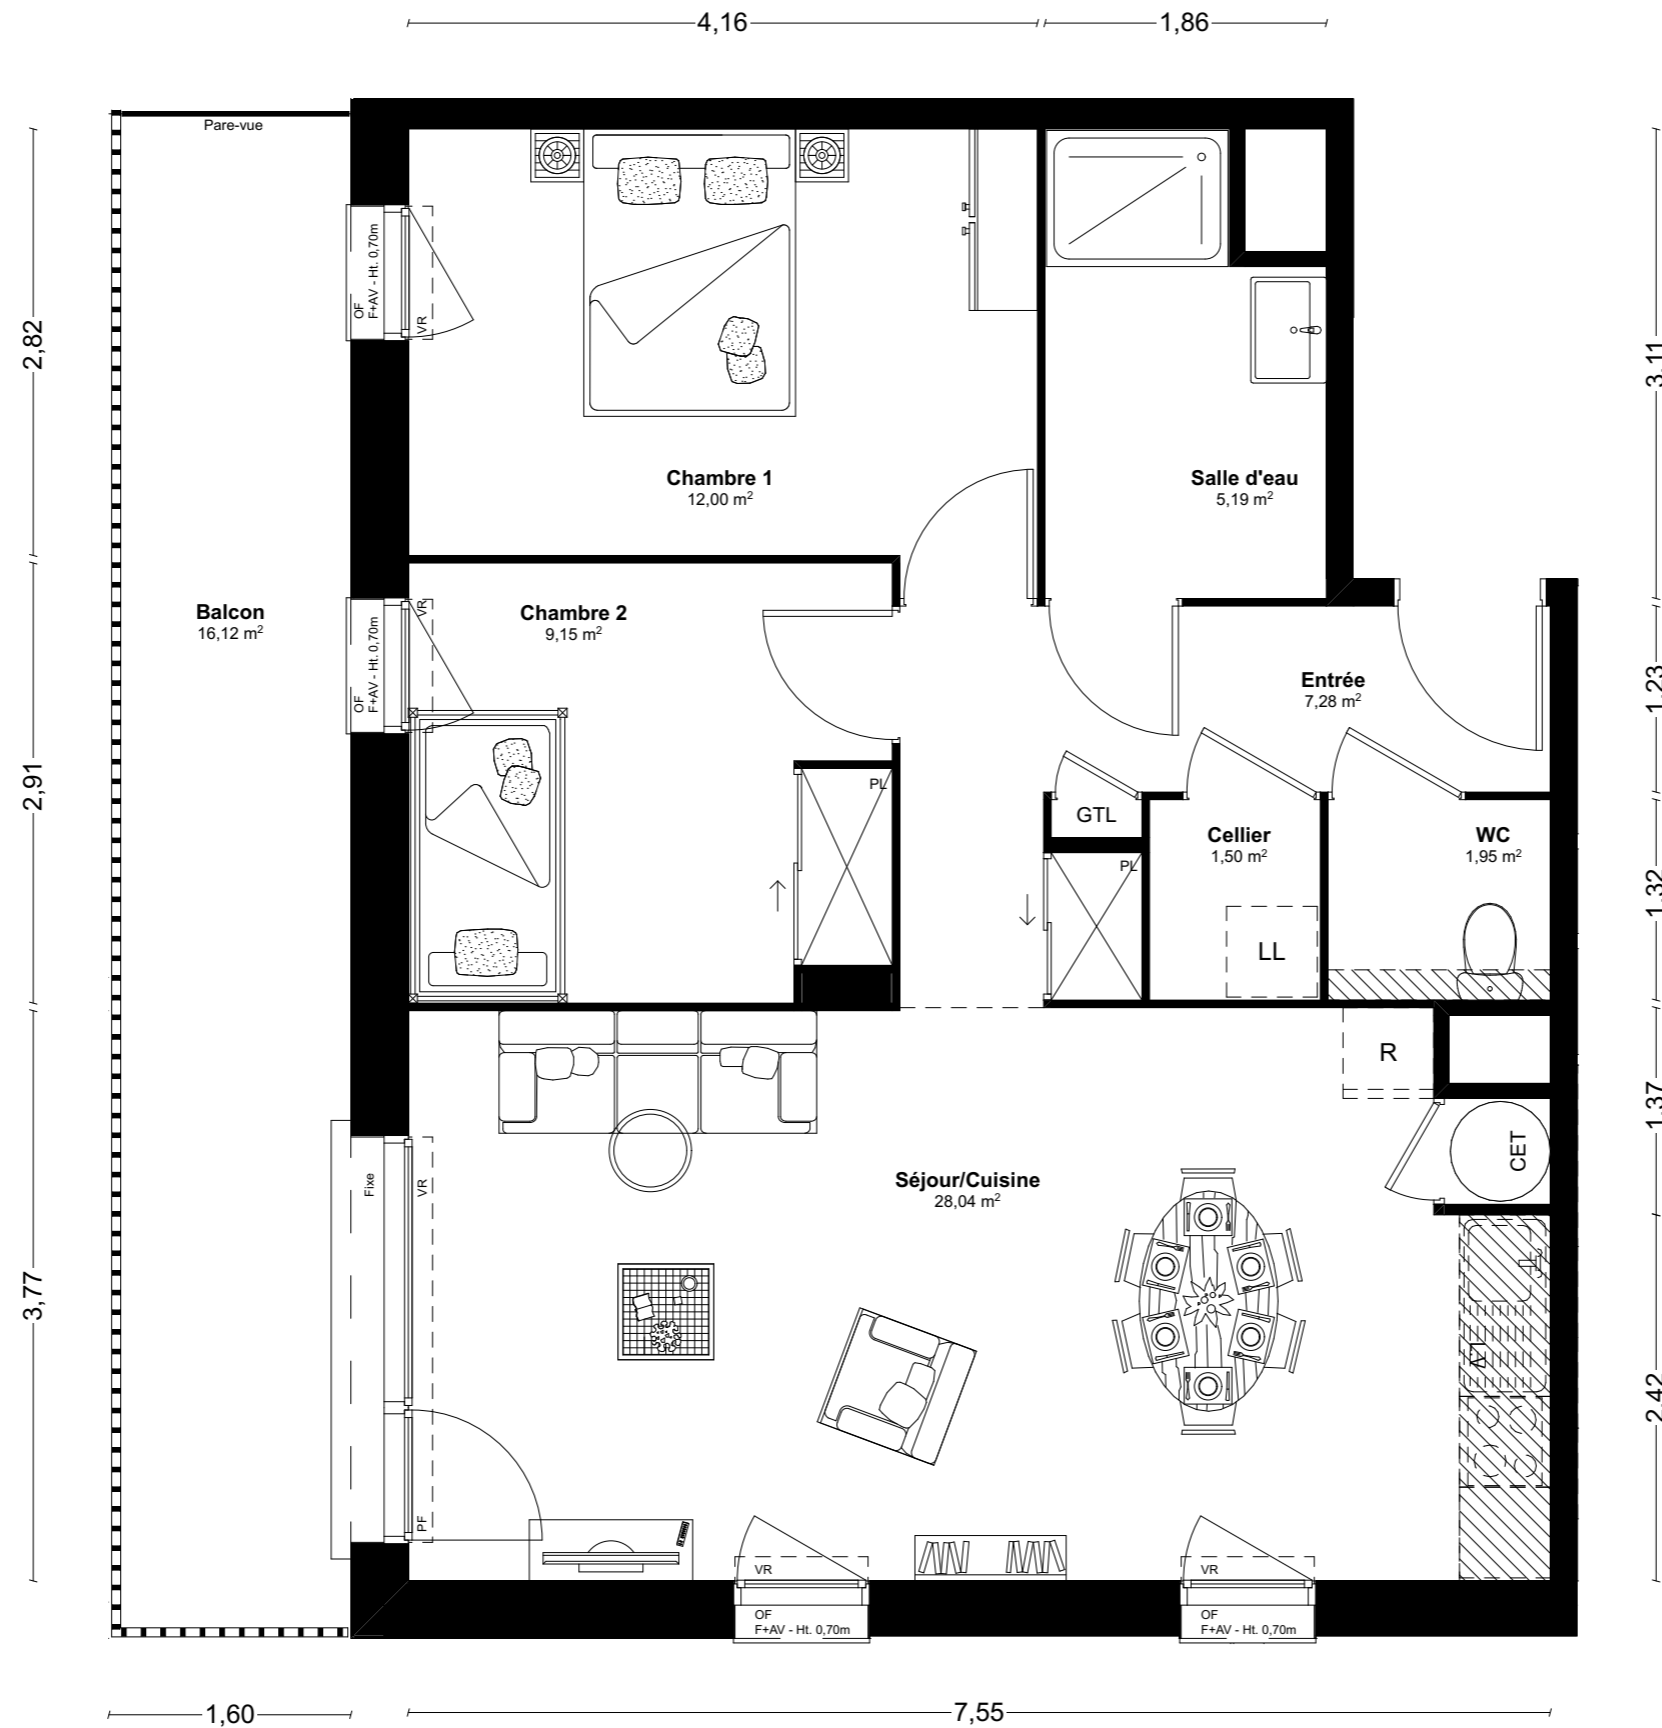 4,16
1,86
Pare-vue
2,82
OF
F+AV - Ht. 0,70m
VR
3,11
Chambre 1
12,00 m²
Salle d'eau
5,19 m²
Balcon
16,12 m²
OF
F+AV - Ht. 0,70m
VR
Chambre 2
9,15 m²
Entrée
7,28 m²
1,23
2,91
PL
GTL
Cellier
1,50 m²
WC
1,95 m²
PL
1,32
LL
R
CET
1,37
Fixe
VR
Séjour/Cuisine
28,04 m²
3,77
LV
2,42
PF
VR
VR
OF
F+AV - Ht. 0,70m
OF
F+AV - Ht. 0,70m
1,60
7,55